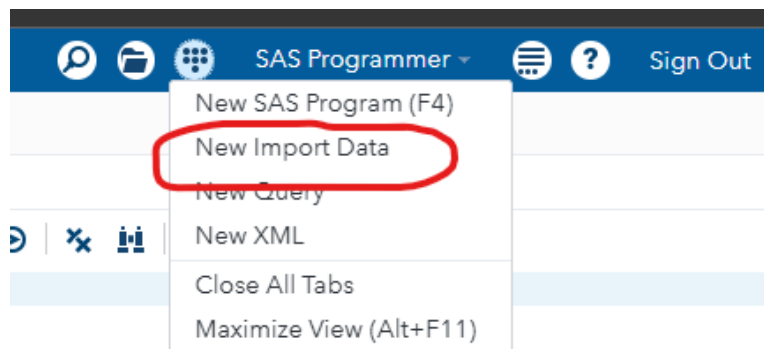 SAS Programmer
?
Sign Out
New SAS Program (F4)
New Import Data
New Query
New XML
Close All Tabs
Maximize View (Alt+F11)